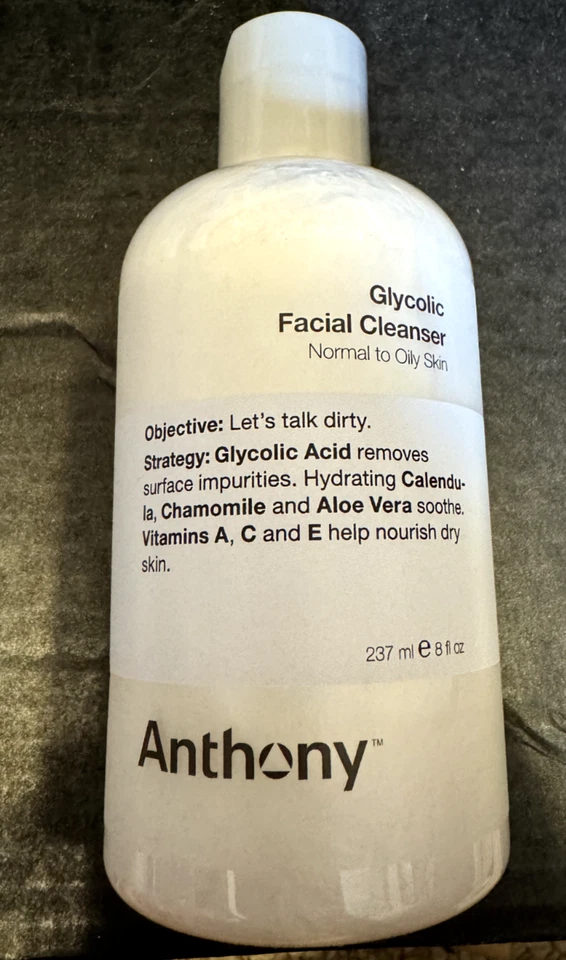 Glycolic
Facial Cleanser
Normal to Oily Skin
Objective: Let's talk dirty.
Strategy: Glycolic Acid removes
surface impurities. Hydrating Calendu-
la, Chamomile and Aloe Vera soothe.
Vitamins A, C and E help nourish dry
skin.
237 ml e 8 fl oz
Anthony™